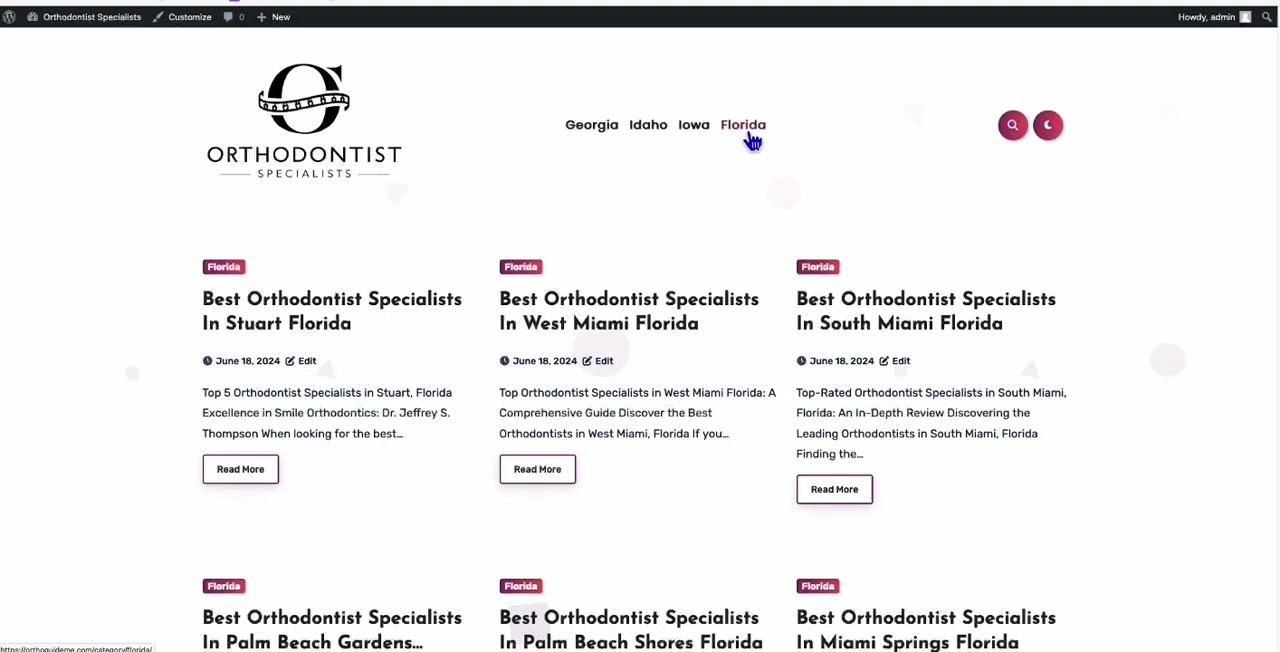 Orthodontist Specialists Customize 0 New Howdy, admin
ORTHODONTIST
SPECIALISTS
Georgia Idaho Iowa Florida
Florida
Best Orthodontist Specialists
In Stuart Florida
June 18, 2024 Edit
Top 5 Orthodontist Specialists in Stuart, Florida
Excellence in Smile Orthodontics: Dr. Jeffrey S.
Thompson When looking for the best…
Read More
Florida
Best Orthodontist Specialists
In West Miami Florida
June 18, 2024 Edit
Top Orthodontist Specialists in West Miami Florida: A
Comprehensive Guide Discover the Best
Orthodontists in West Miami, Florida If you…
Read More
Florida
Best Orthodontist Specialists
In South Miami Florida
June 18, 2024 Edit
Top-Rated Orthodontist Specialists in South Miami,
Florida: An In-Depth Review Discovering the
Leading Orthodontists in South Miami, Florida
Finding the…
Read More
Florida
Best Orthodontist Specialists
In Palm Beach Gardens…
Florida
Best Orthodontist Specialists
In Palm Beach Shores Florida
Florida
Best Orthodontist Specialists
In Miami Springs Florida
https://orthoguideme.com/category/florida/